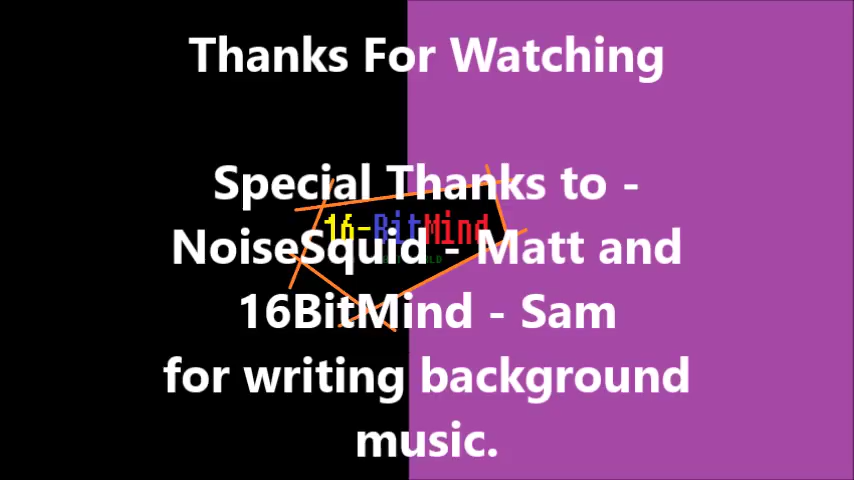 Thanks For Watching
Special Thanks to -
16-BitMind
NoiseSquid - Matt and
16BitMind - Sam
for writing background
music.